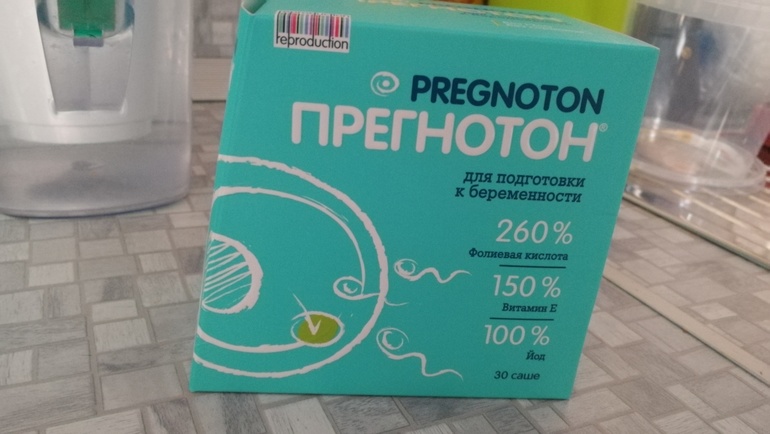 reproduction
PREGNOTON
ПРЕГНОТОН®
для подготовки
к беременности
260%
Фолиевая кислота
150%
Витамин Е
100%
Йод
30 саше